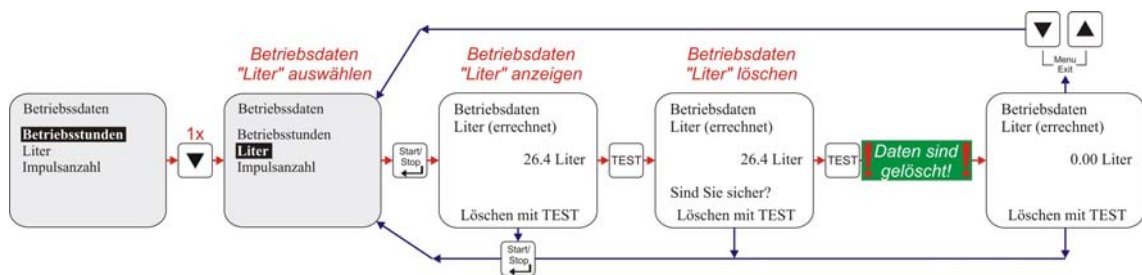 Betriebsdaten
"Liter" auswählen
Betriebsdaten
"Liter" anzeigen
Betriebsdaten
"Liter" löschen
Menu
Exit
Betriebssdaten
Betriebsstunden
Liter
Impulsanzahl
1x
Betriebssdaten
Betriebsstunden
Liter
Impulsanzahl
Start/
Stop
Betriebsdaten
Liter (errechnet)
26.4 Liter
Löschen mit TEST
TEST
Betriebsdaten
Liter (errechnet)
26.4 Liter
Sind Sie sicher?
Löschen mit TEST
TEST
! Daten sind !
gelöscht!
Betriebsdaten
Liter (errechnet)
0.00 Liter
Löschen mit TEST
Start/
Stop